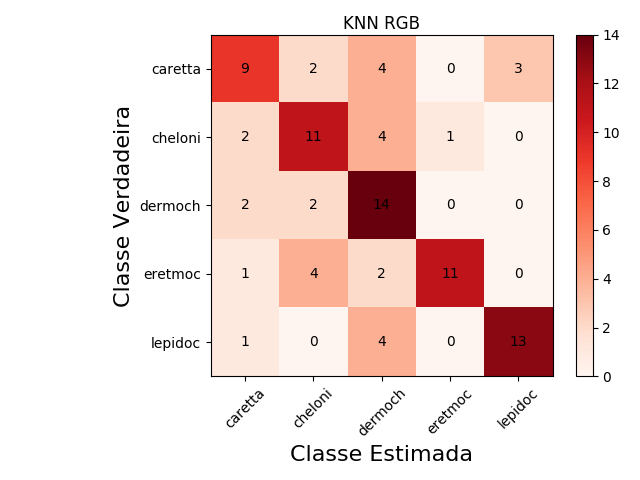 KNN RGB
Classe Verdadeira
caretta 9 2 4 0 3
cheloni 2 11 4 1 0
dermoch 2 2 14 0 0
eretmoc 1 4 2 11 0
lepidoc 1 0 4 0 13
caretta cheloni dermoch eretmoc lepidoc
Classe Estimada
14
12
10
8
6
4
2
0